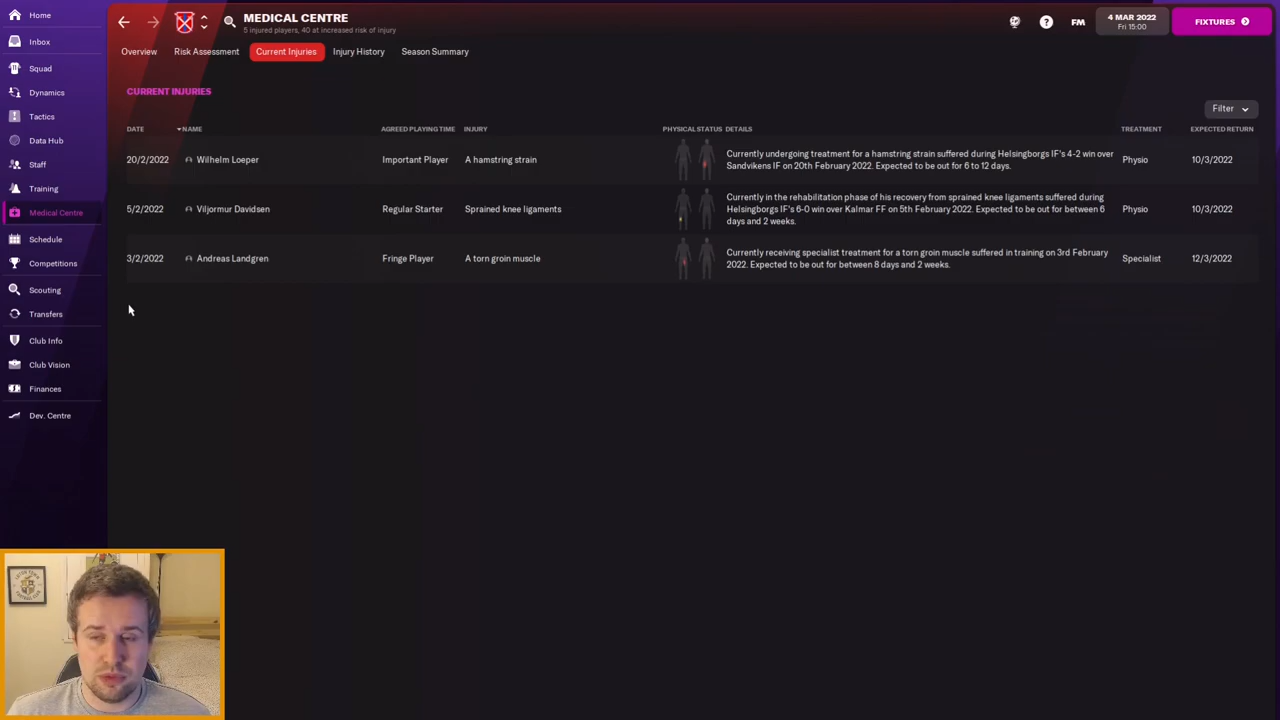 Home
Inbox
Squad
Dynamics
Tactics
Data Hub
Staff
Training
Medical Centre
Schedule
Competitions
Scouting
Transfers
Club Info
Club Vision
Finances
Dev. Centre
MEDICAL CENTRE
5 injured players, 40 at increased risk of injury
? FM
4 MAR 2022
Fri 15:00
FIXTURES
Overview Risk Assessment Current Injuries Injury History Season Summary
CURRENT INJURIES
Filter
DATE NAME AGREED PLAYING TIME INJURY PHYSICAL STATUS DETAILS TREATMENT EXPECTED RETURN
20/2/2022 Wilhelm Loeper Important Player A hamstring strain
Currently undergoing treatment for a hamstring strain suffered during Helsingborgs IF's 4-2 win over
Sandvikens IF on 20th February 2022. Expected to be out for 6 to 12 days.
Physio 10/3/2022
5/2/2022 Viljormur Davidsen Regular Starter Sprained knee ligaments
Currently in the rehabilitation phase of his recovery from sprained knee ligaments suffered during
Helsingborgs IF's 6-0 win over Kalmar FF on 5th February 2022. Expected to be out for between 6
days and 2 weeks.
Physio 10/3/2022
3/2/2022 Andreas Landgren Fringe Player A torn groin muscle
Currently receiving specialist treatment for a torn groin muscle suffered in training on 3rd February
2022. Expected to be out for between 8 days and 2 weeks.
Specialist 12/3/2022